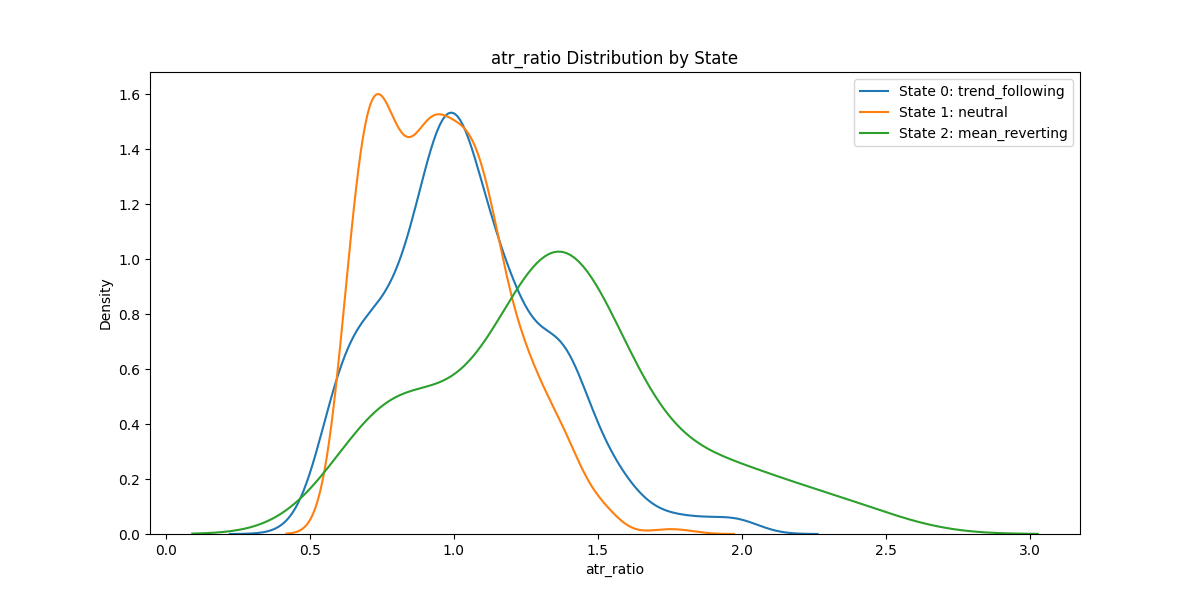 atr_ratio Distribution by State
State 0: trend_following
State 1: neutral
State 2: mean_reverting
Density
1.6
1.4
1.2
1.0
0.8
0.6
0.4
0.2
0.0
0.0 0.5 1.0 1.5 2.0 2.5 3.0
atr_ratio